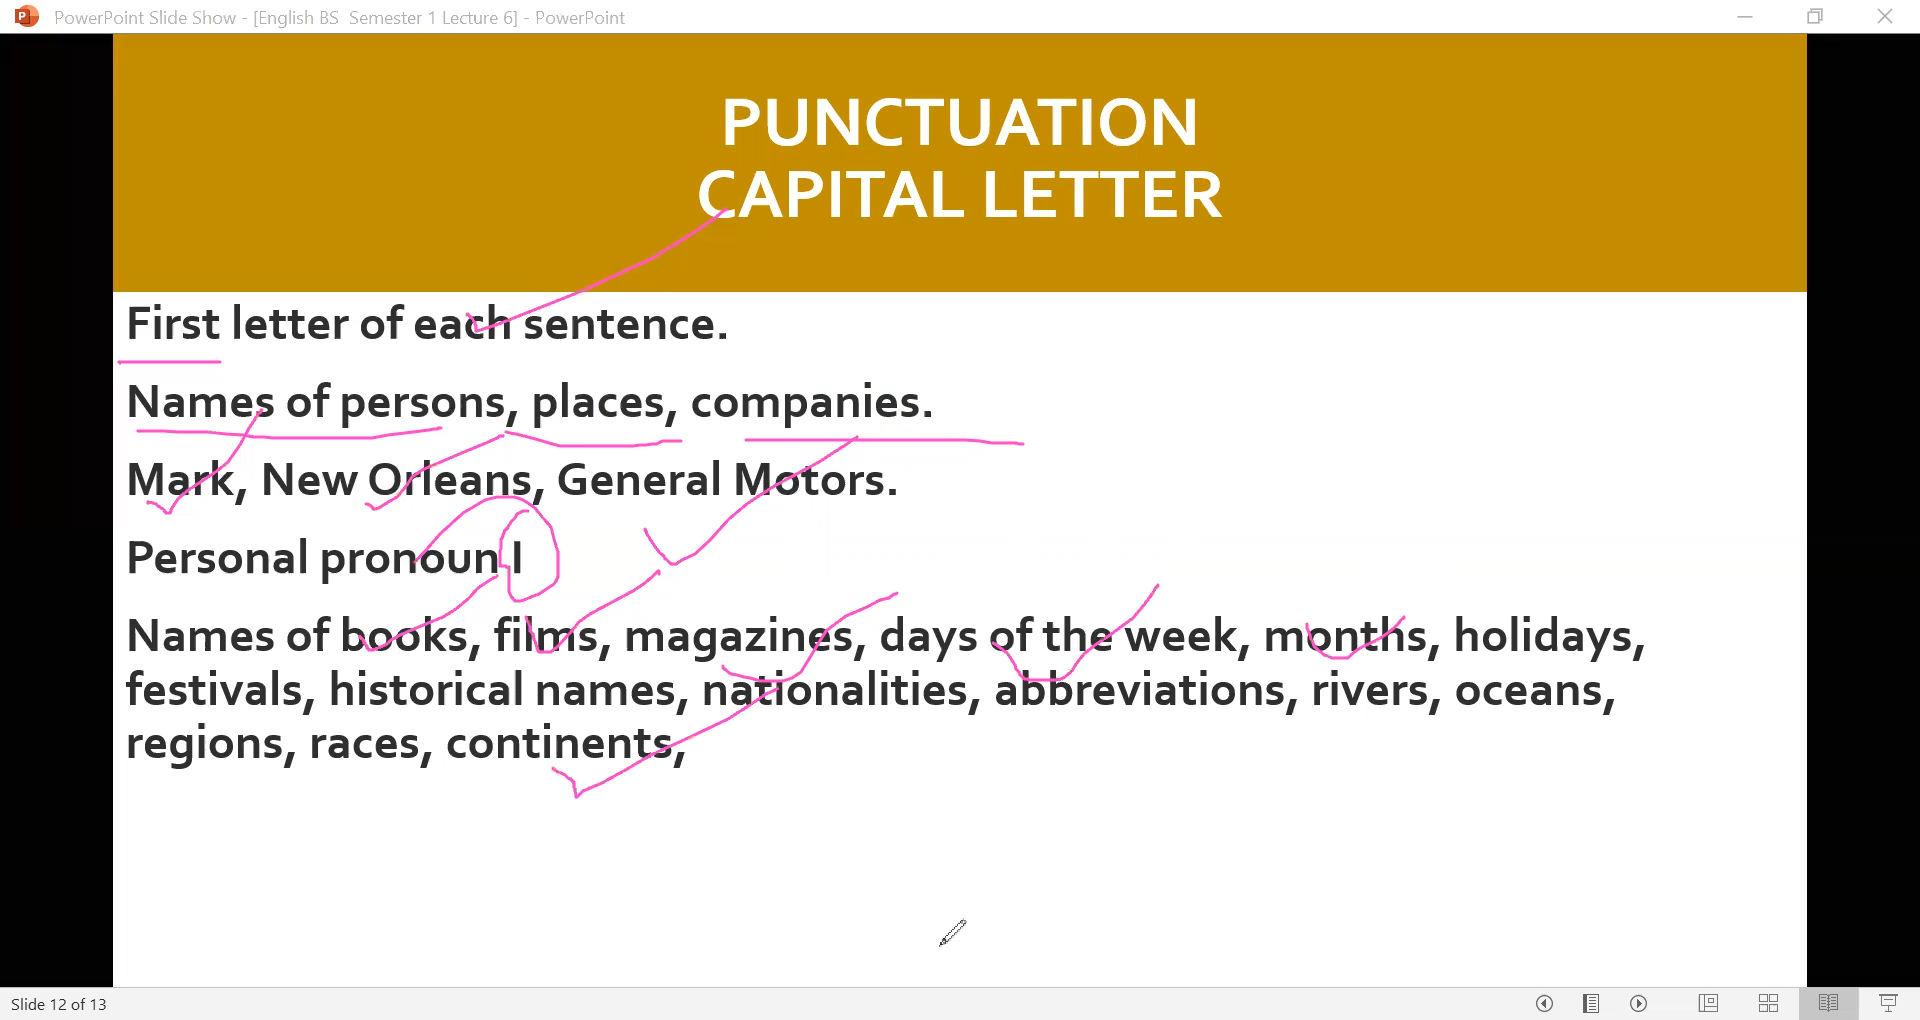 PowerPoint Slide Show - [English BS  Semester 1 Lecture 6] - PowerPoint
PUNCTUATION
CAPITAL LETTER
First letter of each sentence.
Names of persons, places, companies.
Mark, New Orleans, General Motors.
Personal pronoun I
Names of books, films, magazines, days of the week, months, holidays,
festivals, historical names, nationalities, abbreviations, rivers, oceans,
regions, races, continents,
Slide 12 of 13